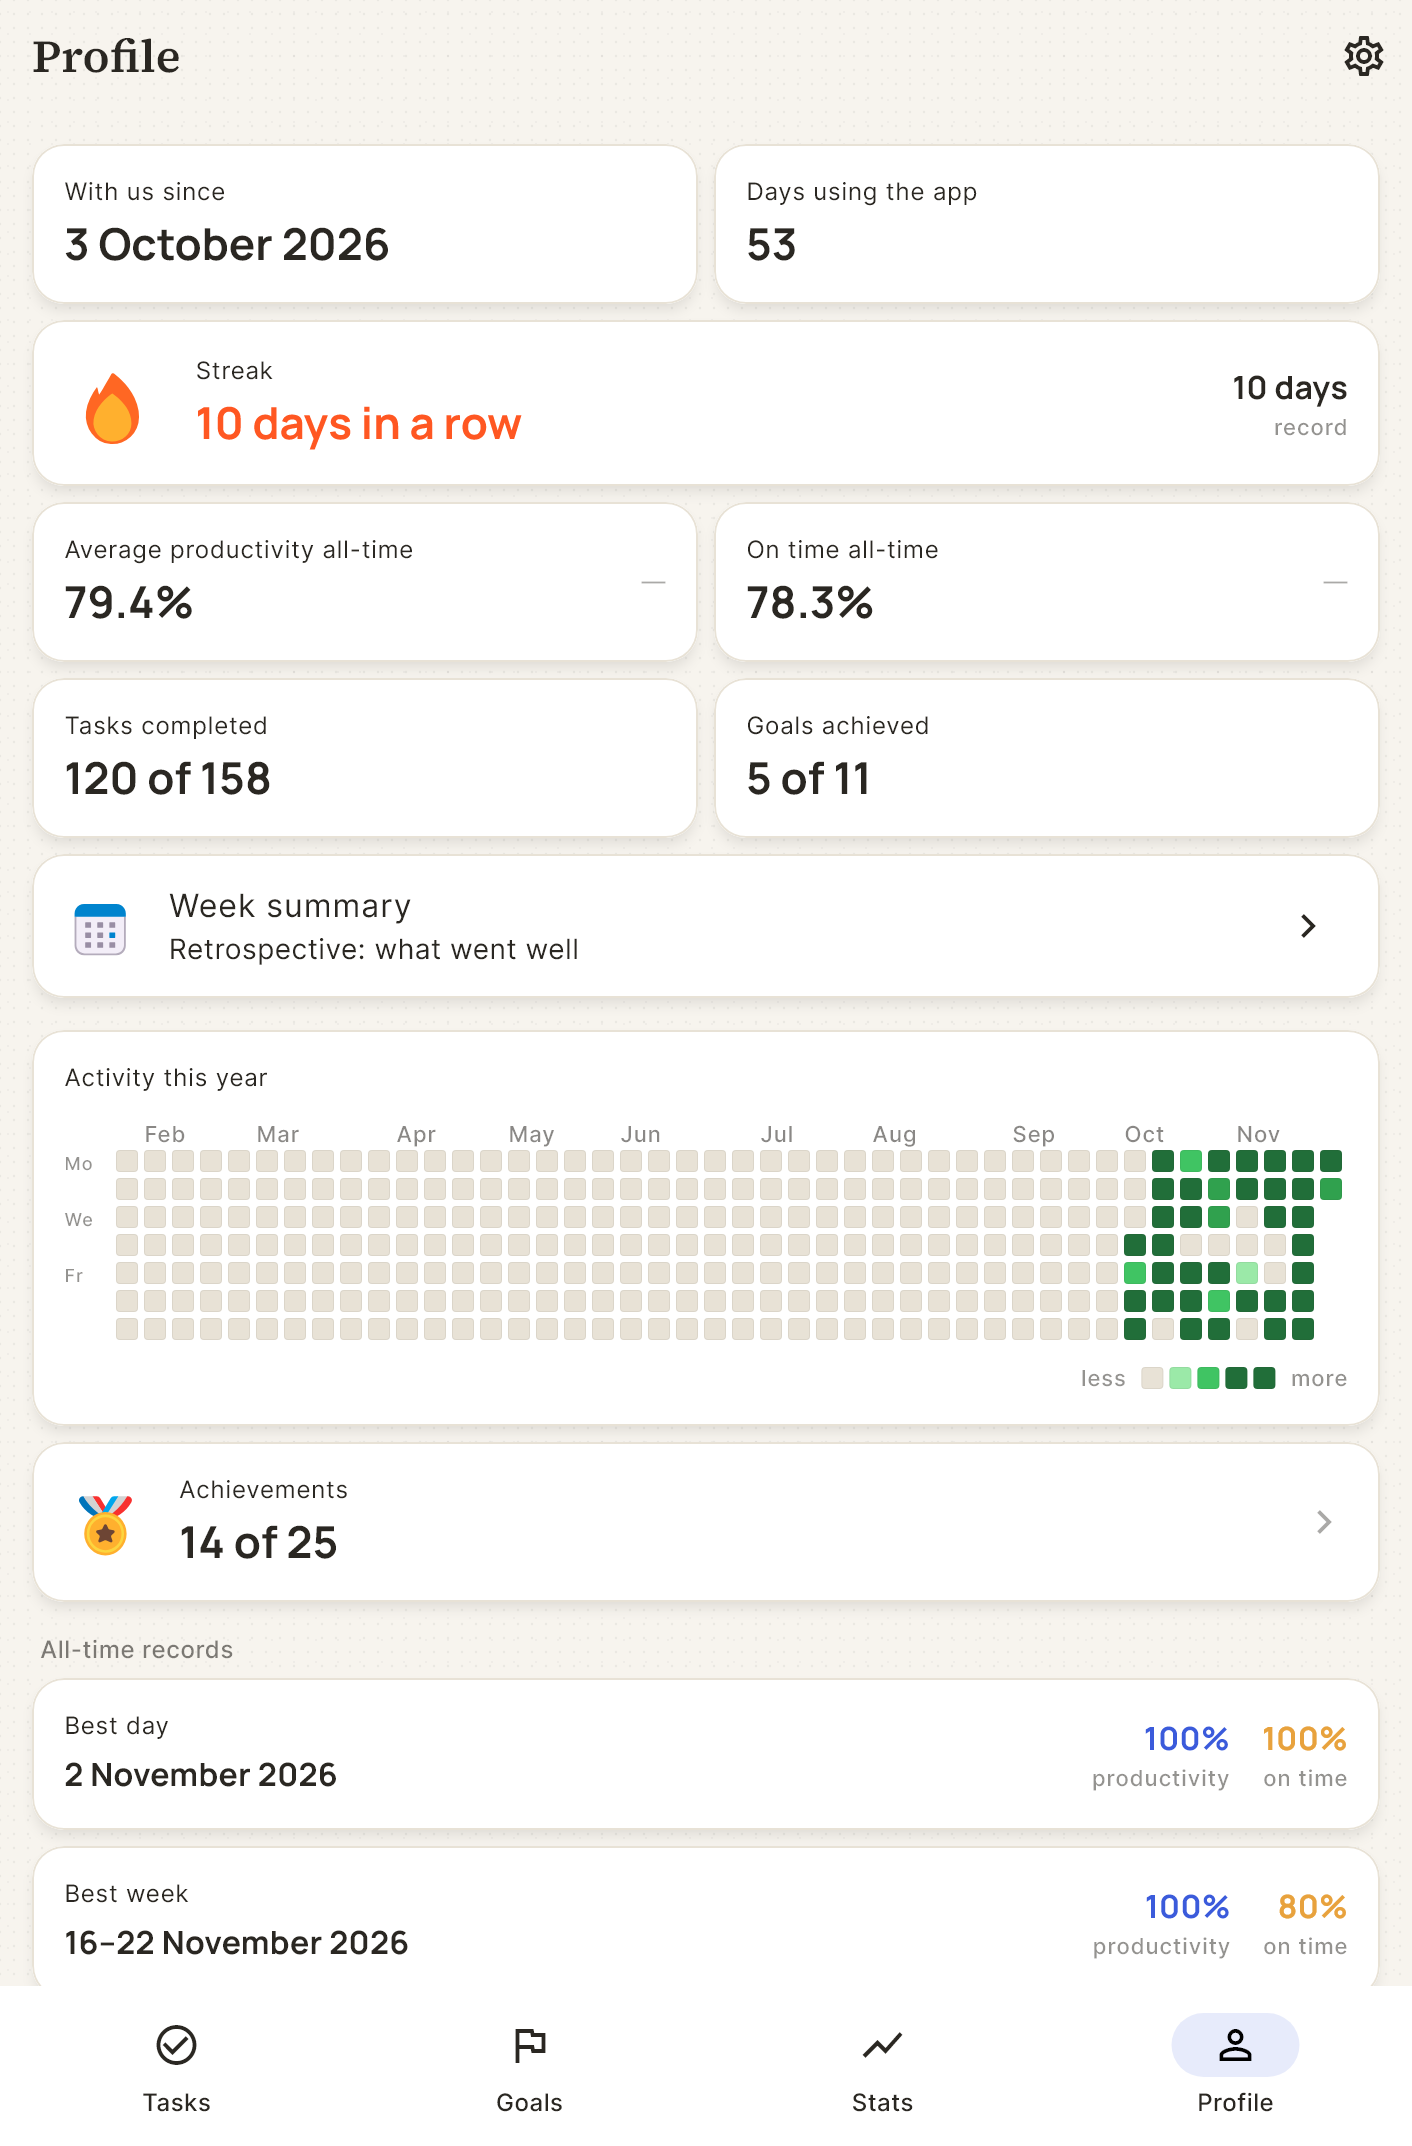 Profile
With us since
3 October 2026
Days using the app
53
Streak
10 days in a row
10 days
record
Average productivity all-time
79.4%
—
On time all-time
78.3%
—
Tasks completed
120 of 158
Goals achieved
5 of 11
Week summary
Retrospective: what went well
Activity this year
Feb Mar Apr May Jun Jul Aug Sep Oct Nov
Mo
We
Fr
less more
Achievements
14 of 25
All-time records
Best day
2 November 2026
100% 100%
productivity on time
Best week
16–22 November 2026
100% 80%
productivity on time
Tasks Goals Stats Profile